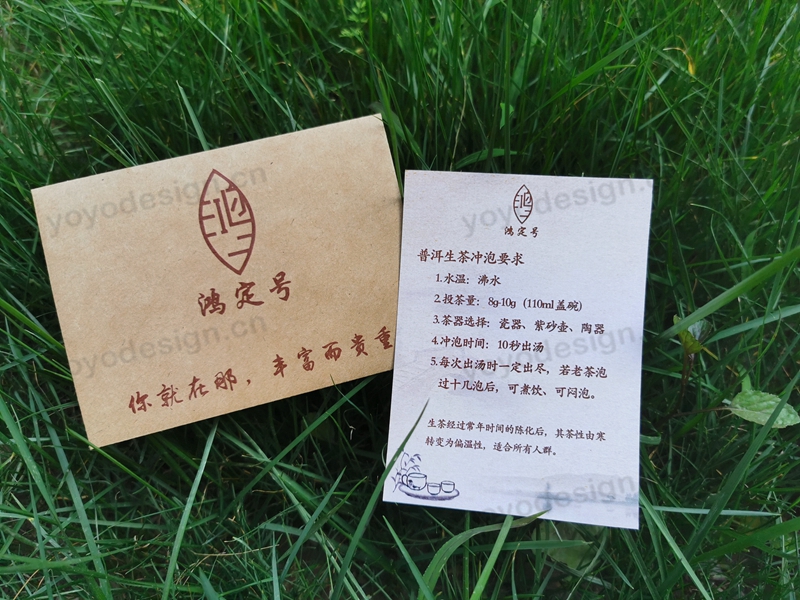 鸿定号
你就在那，丰富而贵重
鸿定号
普洱生茶冲泡要求
1.水温：沸水
2.投茶量：8g-10g（110ml盖碗）
3.茶器选择：瓷器、紫砂壶、陶器
4.冲泡时间：10秒出汤
5.每次出汤时一定出尽，若老茶泡
过十几泡后，可煮饮、可闷泡。
生茶经过常年时间的陈化后，其茶性由寒
转变为偏温性，适合所有人群。
yoyodesign.cn
yoyodesign.cn
yoyodesign.cn
yoyodesign.cn